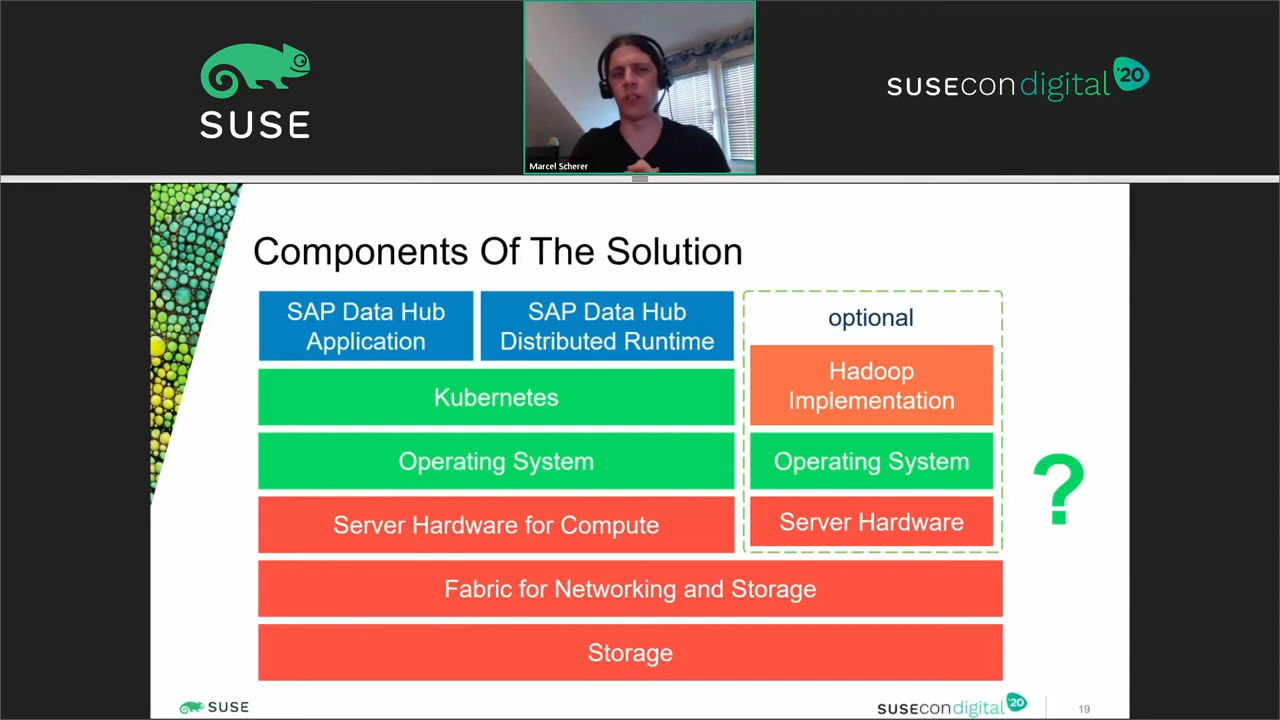 SUSE
Marcel Scherer
SUSEcon digital '20
Components Of The Solution
SAP Data Hub
Application
SAP Data Hub
Distributed Runtime
optional
Hadoop
Implementation
Kubernetes
Operating System
Operating System
?
Server Hardware for Compute
Server Hardware
Fabric for Networking and Storage
Storage
SUSE
SUSEcon digital '20
19